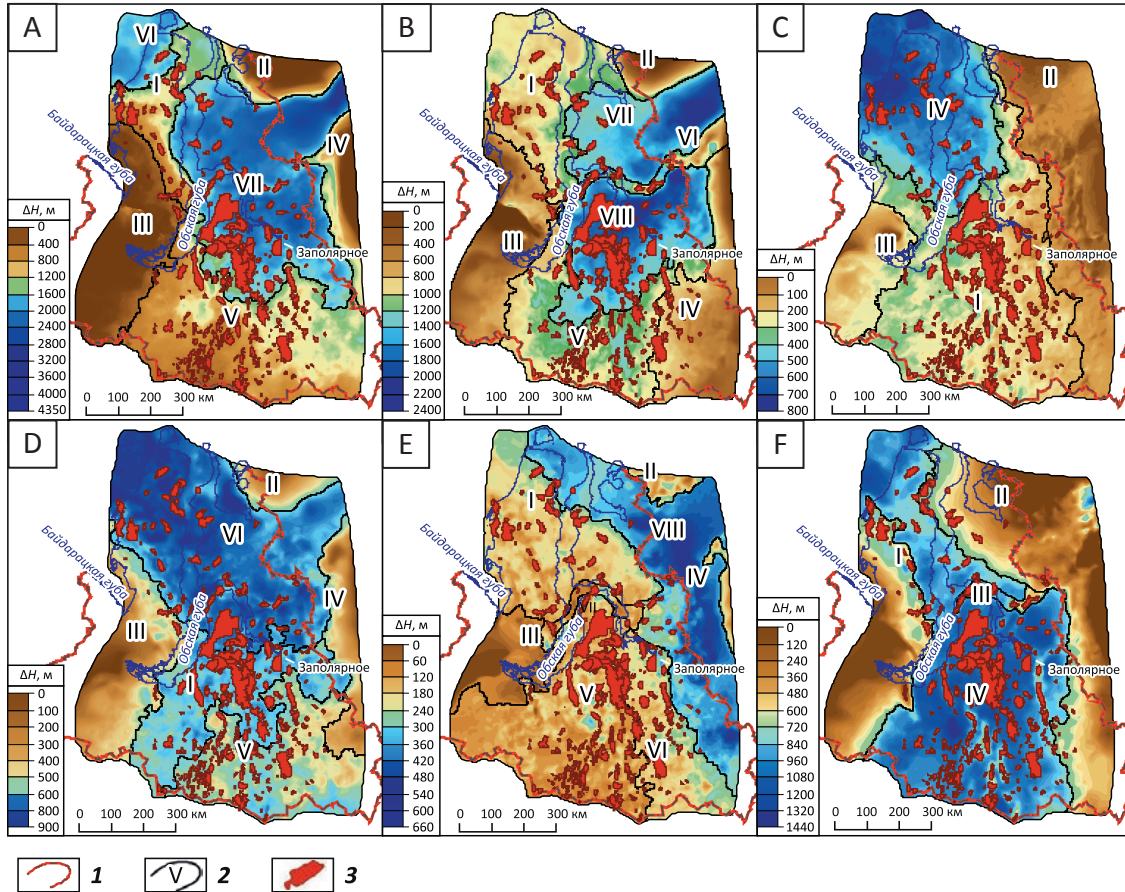 A
VI
I
II
Байдарацкая губа
IV
VII
Обская губа
III
Заполярное
V
ΔH, м
0
400
800
1200
1600
2000
2400
2800
3200
3600
4000
4350
0 100 200 300 км
B
I
II
Байдарацкая губа
VII
VI
VIII
Обская губа
III
Заполярное
IV
V
ΔH, м
0
200
400
600
800
1000
1200
1400
1600
1800
2000
2200
2400
0 100 200 300 км
C
II
IV
Байдарацкая губа
Обская губа
III
Заполярное
I
ΔH, м
0
100
200
300
400
500
600
700
800
0 100 200 300 км
D
II
VI
Байдарацкая губа
IV
III
Обская губа
Заполярное
I
V
ΔH, м
0
100
200
300
400
500
600
800
900
0 100 200 300 км
E
II
I
VIII
Байдарацкая губа
IV
VII
III
Обская губа
Заполярное
V
VI
ΔH, м
0
60
120
180
240
300
360
420
480
540
600
660
0 100 200 300 км
F
II
I
Байдарацкая губа
III
Обская губа
Заполярное
IV
ΔH, м
0
120
240
360
480
600
720
840
960
1080
1200
1320
1440
0 100 200 300 км
1 V 2 3